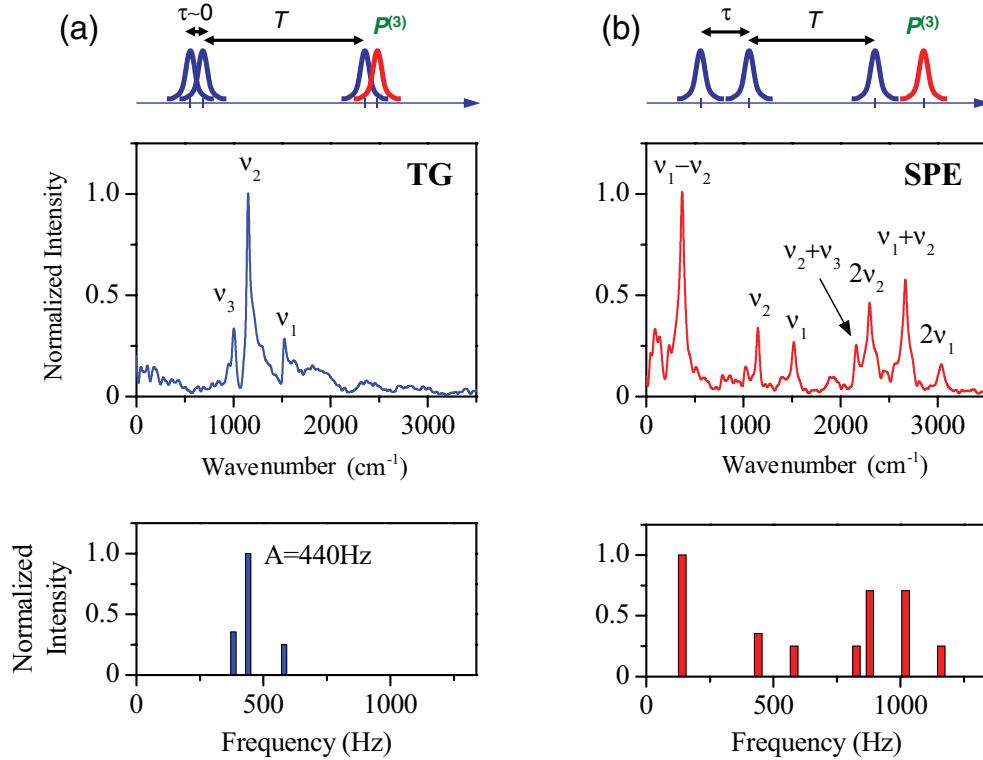 (a)
τ~0
T
P(3)
(b)
τ
T
P(3)
Normalized Intensity
1.0
0.5
0
ν2
TG
ν3
ν1
0
1000
2000
3000
Wavenumber (cm-1)
ν1−ν2
SPE
1.0
0.5
0
ν1+ν2
ν2+ν3
2ν2
ν2
ν1
2ν1
0
1000
2000
3000
Wavenumber (cm-1)
Normalized
Intensity
1.0
0.5
0
A=440Hz
0
500
1000
Frequency (Hz)
1.0
0.5
0
0
500
1000
Frequency (Hz)